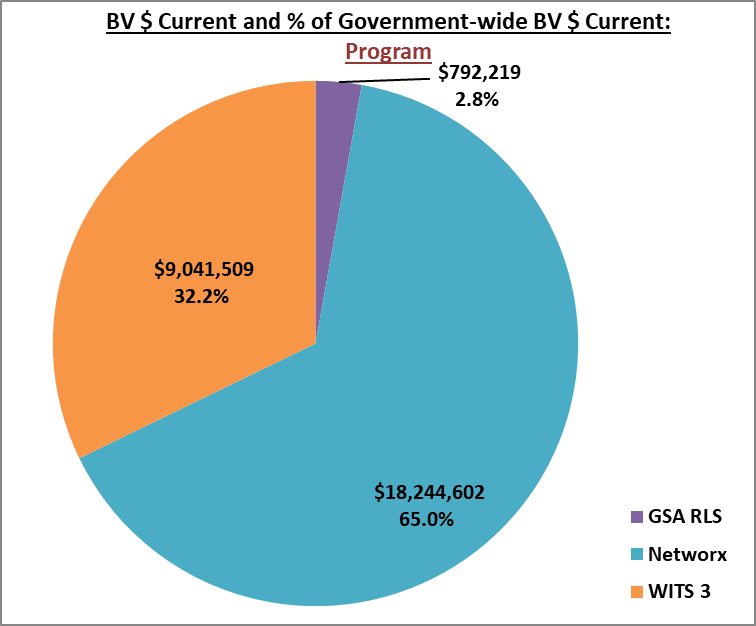 BV $ Current and % of Government-wide BV $ Current:
Program
$792,219
2.8%
$9,041,509
32.2%
$18,244,602
65.0%
GSA RLS
Networx
WITS 3